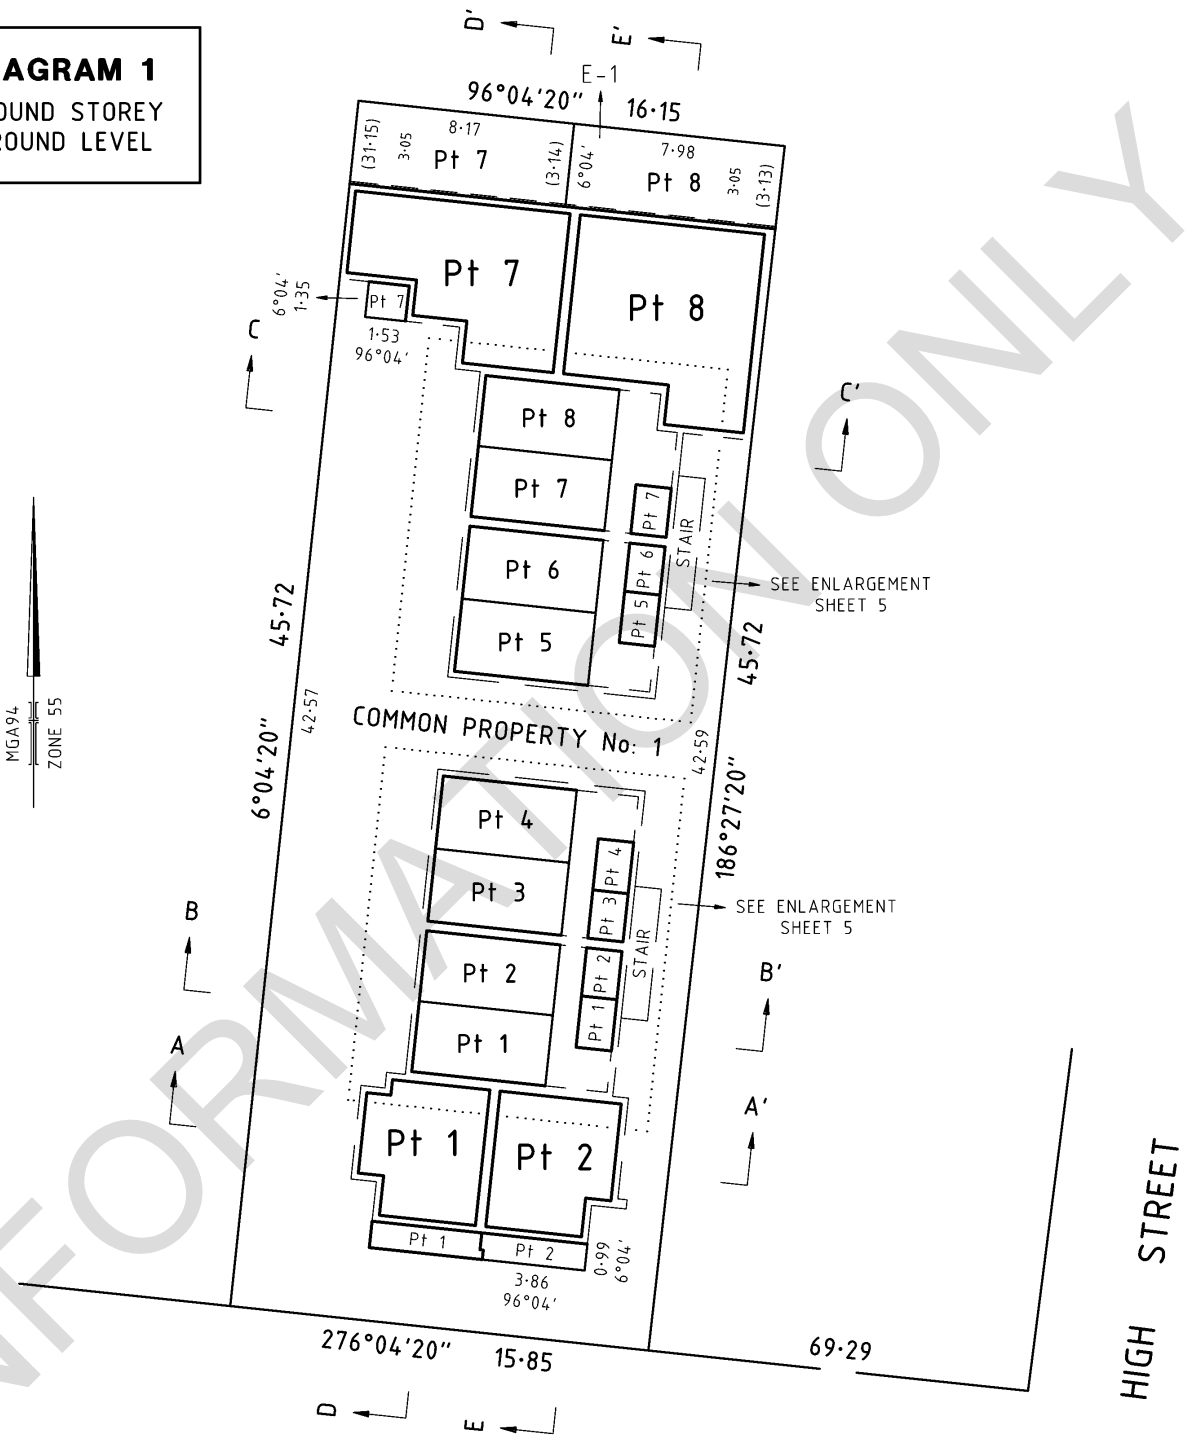 AGRAM 1
OUND STOREY
ROUND LEVEL
D'
E'
E-1
96°04'20" 16·15
(31·15)
3·05
8·17
Pt 7
(3·14)
6°04'
7·98
Pt 8
3·05
(3·13)
Pt 7
Pt 8
6°04'
1·35
Pt 7
1·53
96°04'
C
C'
Pt 8
Pt 7
Pt 7
STAIR
Pt 6
Pt 6
Pt 5
Pt 5
SEE ENLARGEMENT
SHEET 5
45·72
6°04'20"
42·57
45·72
186°27'20"
42·59
MGA94
ZONE 55
COMMON PROPERTY No: 1
Pt 4
Pt 4
Pt 3
Pt 3
SEE ENLARGEMENT
SHEET 5
STAIR
Pt 2
Pt 2
Pt 1
Pt 1
B
B'
A
A'
Pt 1
Pt 2
Pt 1
Pt 2
0·99
6°04'
3·86
96°04'
276°04'20" 15·85
69·29
D
E
HIGH STREET
NFORMATION ONLY